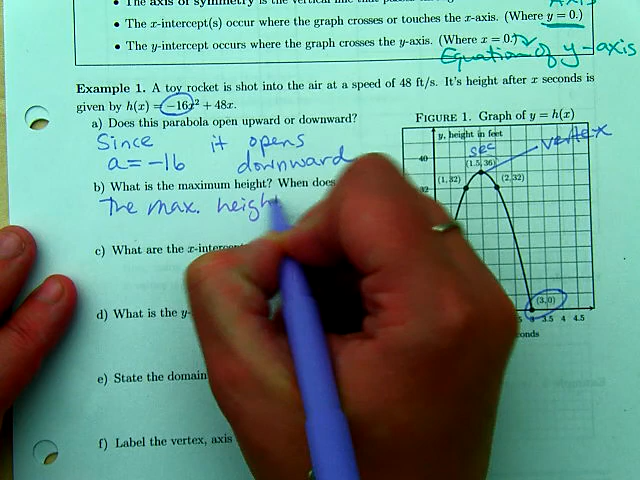 • The axis of symmetry is the vertical line that
• The x-intercept(s) occur where the graph crosses or touches the x-axis. (Where y = 0.)
• The y-intercept occurs where the graph crosses the y-axis. (Where x = 0.)
Equation of y-axis
Example 1. A toy rocket is shot into the air at a speed of 48 ft/s. It's height after x seconds is
given by h(x) = −16x² + 48x.
a) Does this parabola open upward or downward?
Since it opens
a = -16 downward
b) What is the maximum height? When does
The max. heigh
c) What are the x-interce
d) What is the y-
e) State the domain
f) Label the vertex, axis
FIGURE 1. Graph of y = h(x)
y, height in feet
sec
vertex
40
(1.5, 36)
(1, 32)
(2, 32)
32
(3, 0)
3 3.5 4 4.5
onds